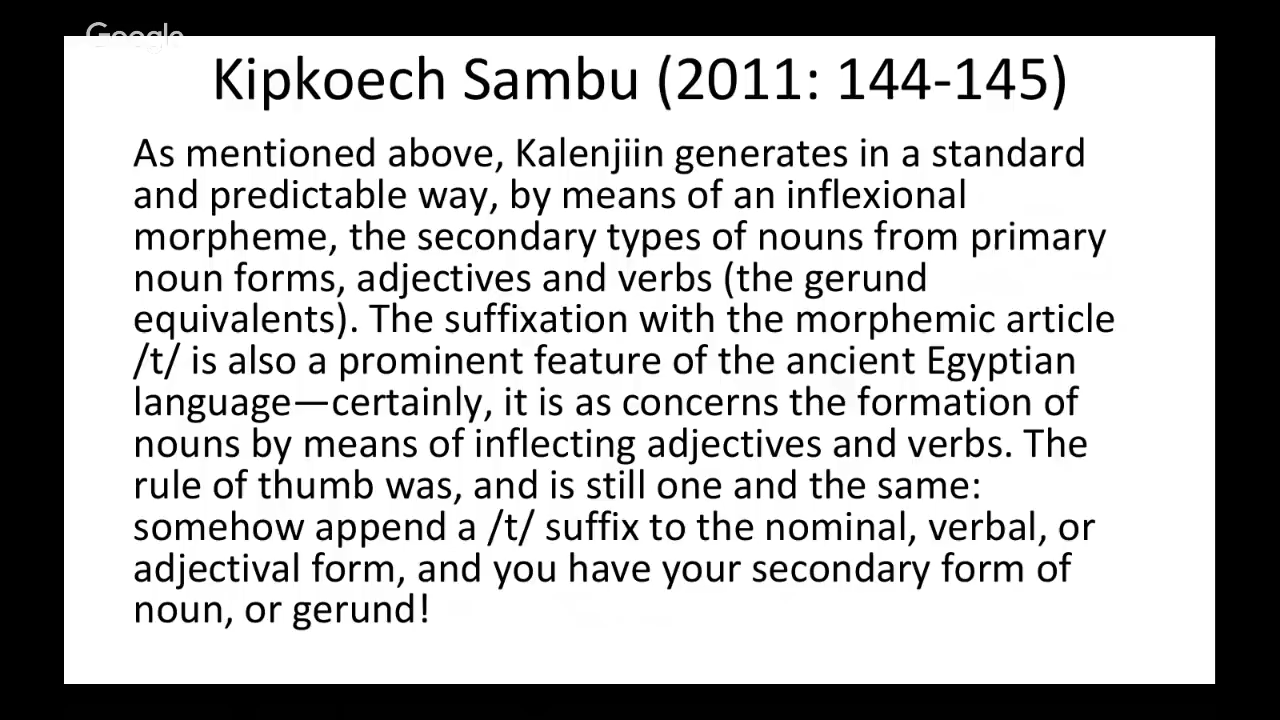 Google
Kipkoech Sambu (2011: 144-145)
As mentioned above, Kalenjiin generates in a standard
and predictable way, by means of an inflexional
morpheme, the secondary types of nouns from primary
noun forms, adjectives and verbs (the gerund
equivalents). The suffixation with the morphemic article
/t/ is also a prominent feature of the ancient Egyptian
language—certainly, it is as concerns the formation of
nouns by means of inflecting adjectives and verbs. The
rule of thumb was, and is still one and the same:
somehow append a /t/ suffix to the nominal, verbal, or
adjectival form, and you have your secondary form of
noun, or gerund!